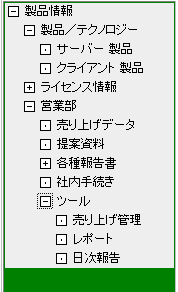 製品情報
製品／テクノロジー
サーバー 製品
クライアント 製品
ライセンス情報
営業部
売り上げデータ
提案資料
各種報告書
社内手続き
ツール
売り上げ管理
レポート
日次報告